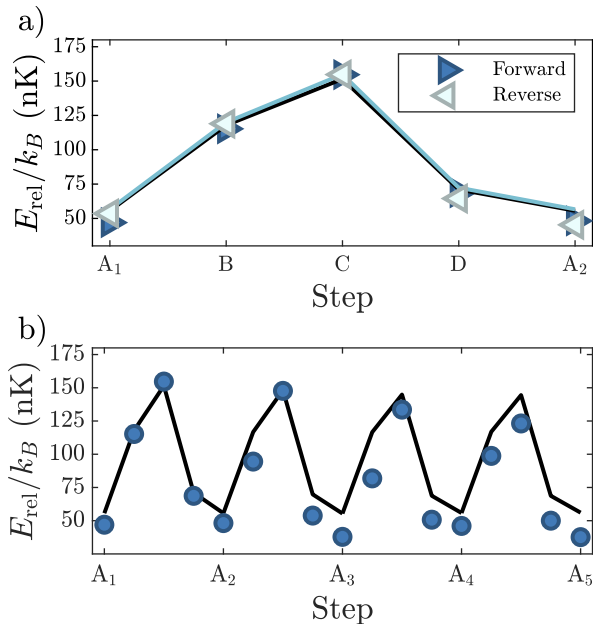 a)
175
150
125
100
75
50
E_rel/k_B (nK)
Forward
Reverse
A₁ B C D A₂
Step
b)
175
150
125
100
75
50
E_rel/k_B (nK)
A₁ A₂ A₃ A₄ A₅
Step